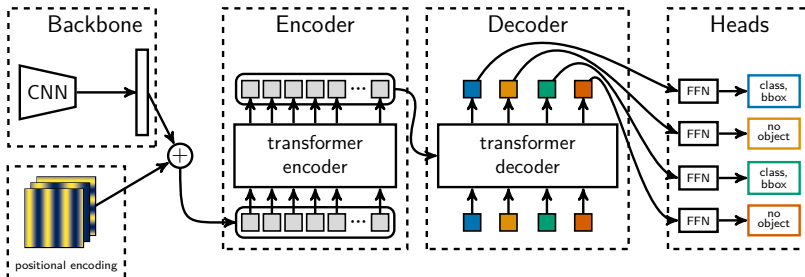 Backbone
CNN
+
positional encoding
Encoder
...
transformer
encoder
...
Decoder
transformer
decoder
Heads
FFN
class,
bbox
FFN
no
object
FFN
class,
bbox
FFN
no
object